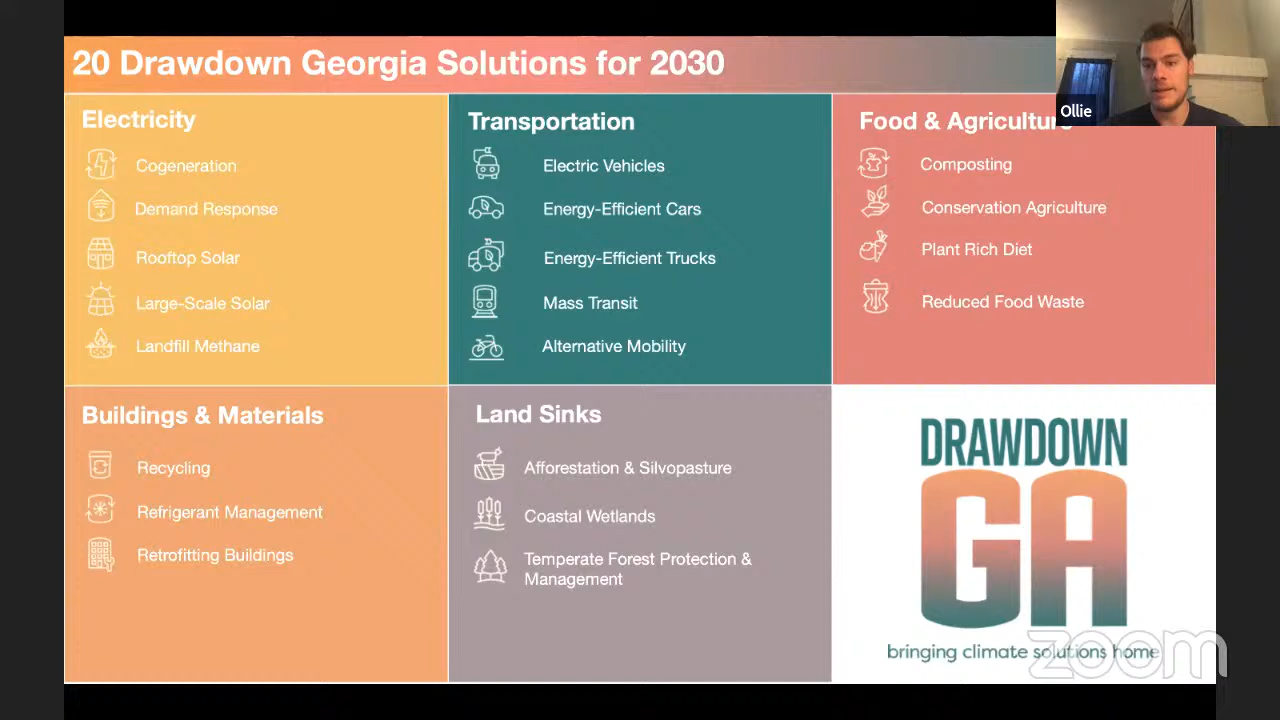 20 Drawdown Georgia Solutions for 2030
Ollie
Electricity
Cogeneration
Demand Response
Rooftop Solar
Large-Scale Solar
Landfill Methane
Transportation
Electric Vehicles
Energy-Efficient Cars
Energy-Efficient Trucks
Mass Transit
Alternative Mobility
Food & Agriculture
Composting
Conservation Agriculture
Plant Rich Diet
Reduced Food Waste
Buildings & Materials
Recycling
Refrigerant Management
Retrofitting Buildings
Land Sinks
Afforestation & Silvopasture
Coastal Wetlands
Temperate Forest Protection &
Management
DRAWDOWN
GA
bringing climate solutions home
zoom